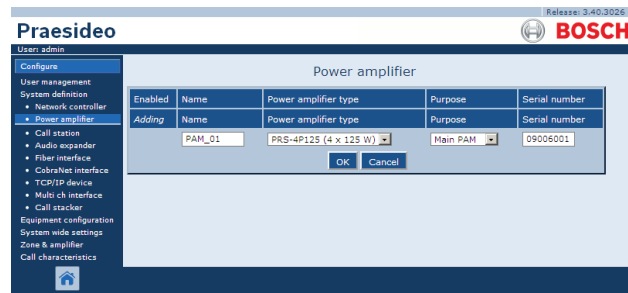 Release: 3.40.3026
Praesideo
BOSCH
User: admin
Configure
User management
System definition
• Network controller
• Power amplifier
• Call station
• Audio expander
• Fiber interface
• CobraNet interface
• TCP/IP device
• Multi ch interface
• Call stacker
Equipment configuration
System wide settings
Zone & amplifier
Call characteristics
Power amplifier
Enabled Name Power amplifier type Purpose Serial number
Adding Name Power amplifier type Purpose Serial number
PAM_01 PRS-4P125 (4 x 125 W) Main PAM 09006001
OK Cancel